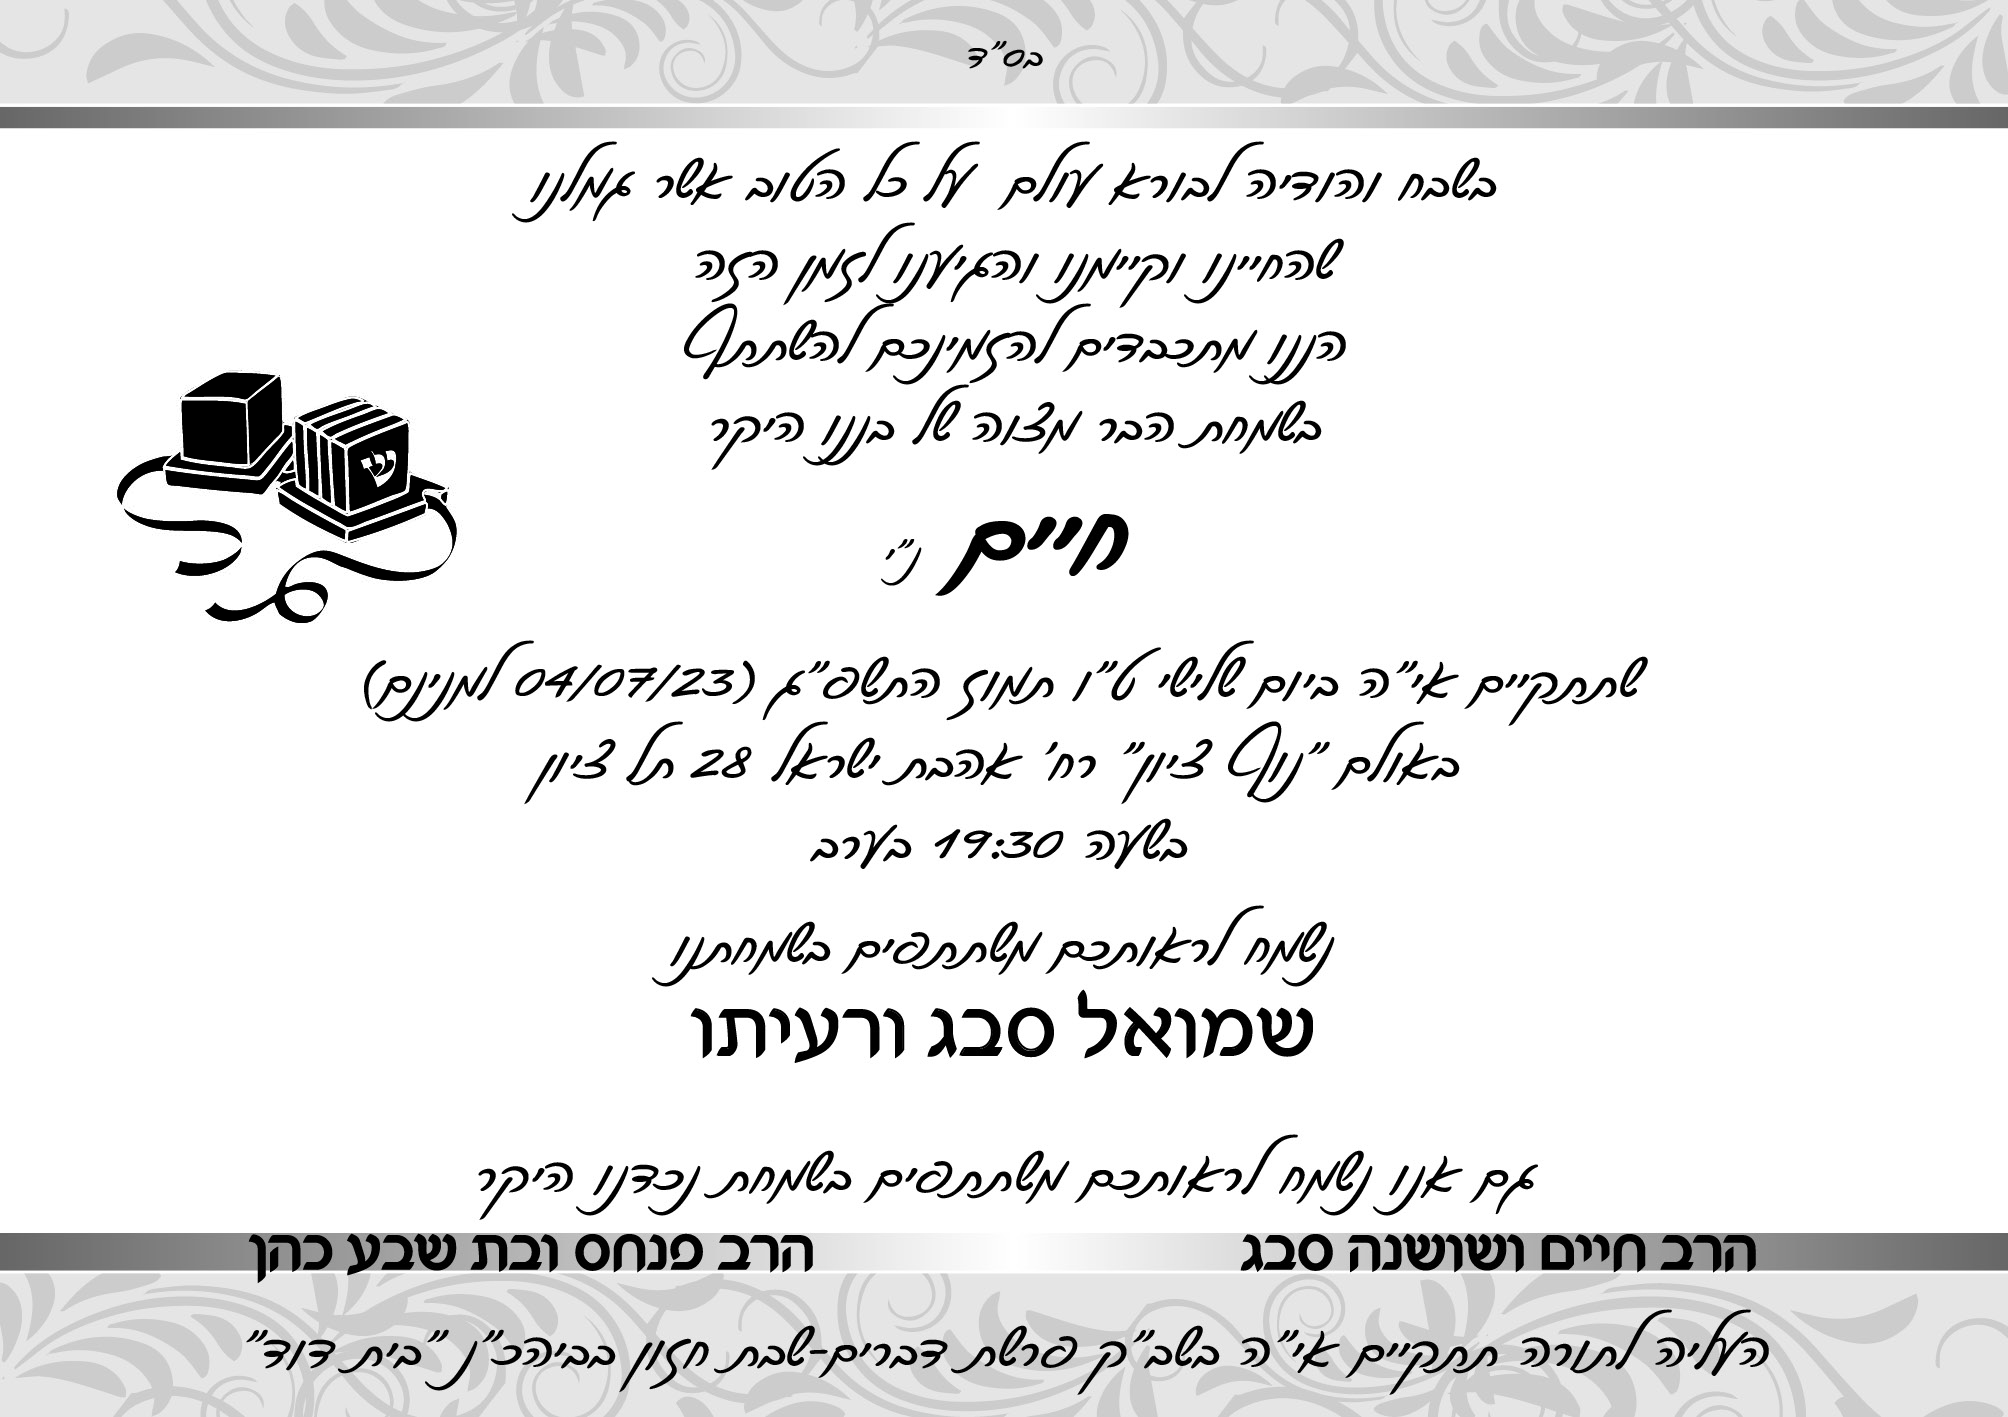 בס"ד
בשבח והודיה לבורא עולם על כל הטוב אשר גמלנו
שהחיינו וקיימנו והגיענו לזמן הזה
הננו מתכבדים להזמינכם להשתתף
בשמחת הבר מצוה של בננו היקר
חיים נ"י
ש
שתתקיים אי"ה ביום שלישי ט"ו תמוז התשפ"ג (04/07/23 למנינם)
באולם "נוף ציון" רח' אהבת ישראל 28 תל ציון
בשעה 19:30 בערב
נשמח לראותכם משתתפים בשמחתנו
שמואל סבג ורעיתו
גם אנו נשמח לראותכם משתתפים בשמחת נכדנו היקר
הרב חיים ושושנה סבג
הרב פנחס ובת שבע כהן
העליה לתורה תתקיים אי"ה בשב"ק פרשת דברים-שבת חזון בביהכ"נ "בית דוד"